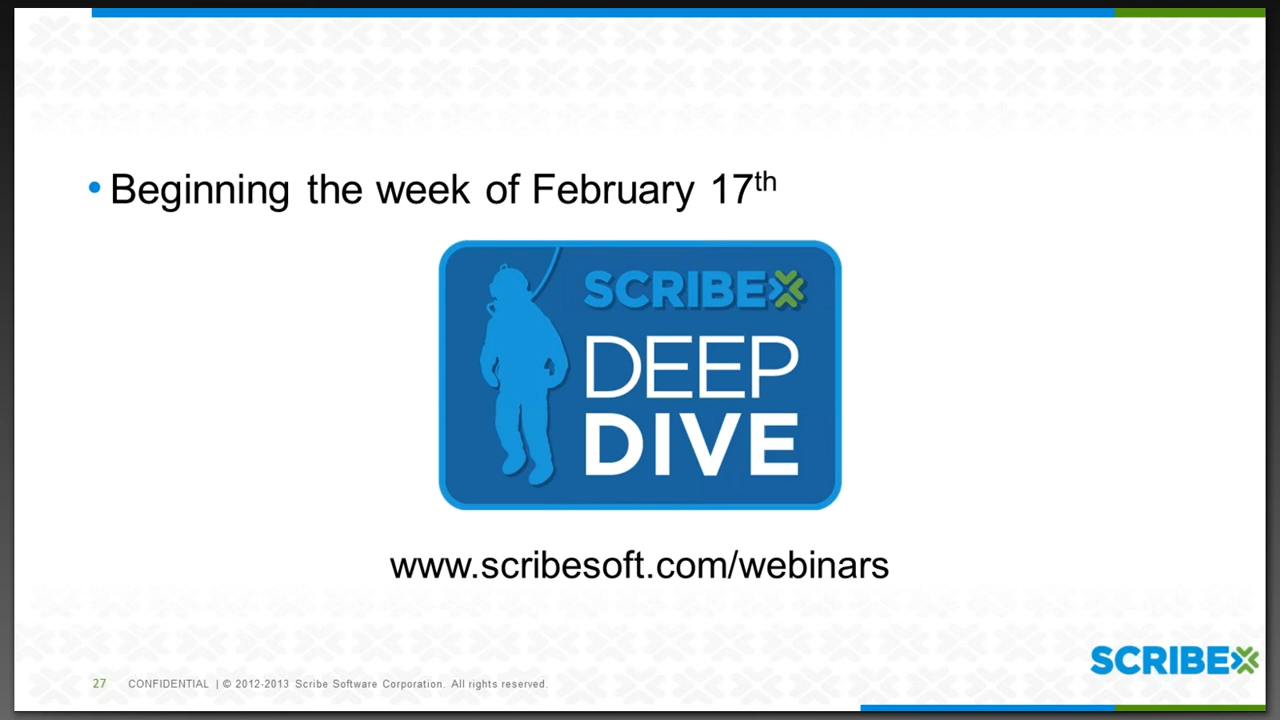 • Beginning the week of February 17th
SCRIBE
DEEP
DIVE
www.scribesoft.com/webinars
SCRIBE
27 CONFIDENTIAL | © 2012-2013 Scribe Software Corporation. All rights reserved.